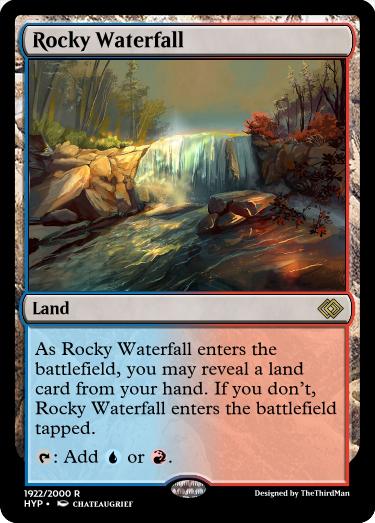 Rocky Waterfall
Land
As Rocky Waterfall enters the
battlefield, you may reveal a land
card from your hand. If you don't,
Rocky Waterfall enters the battlefield
tapped.
: Add or .
1922/2000 R
HYP • CHATEAUGRIEF
Designed by TheThirdMan